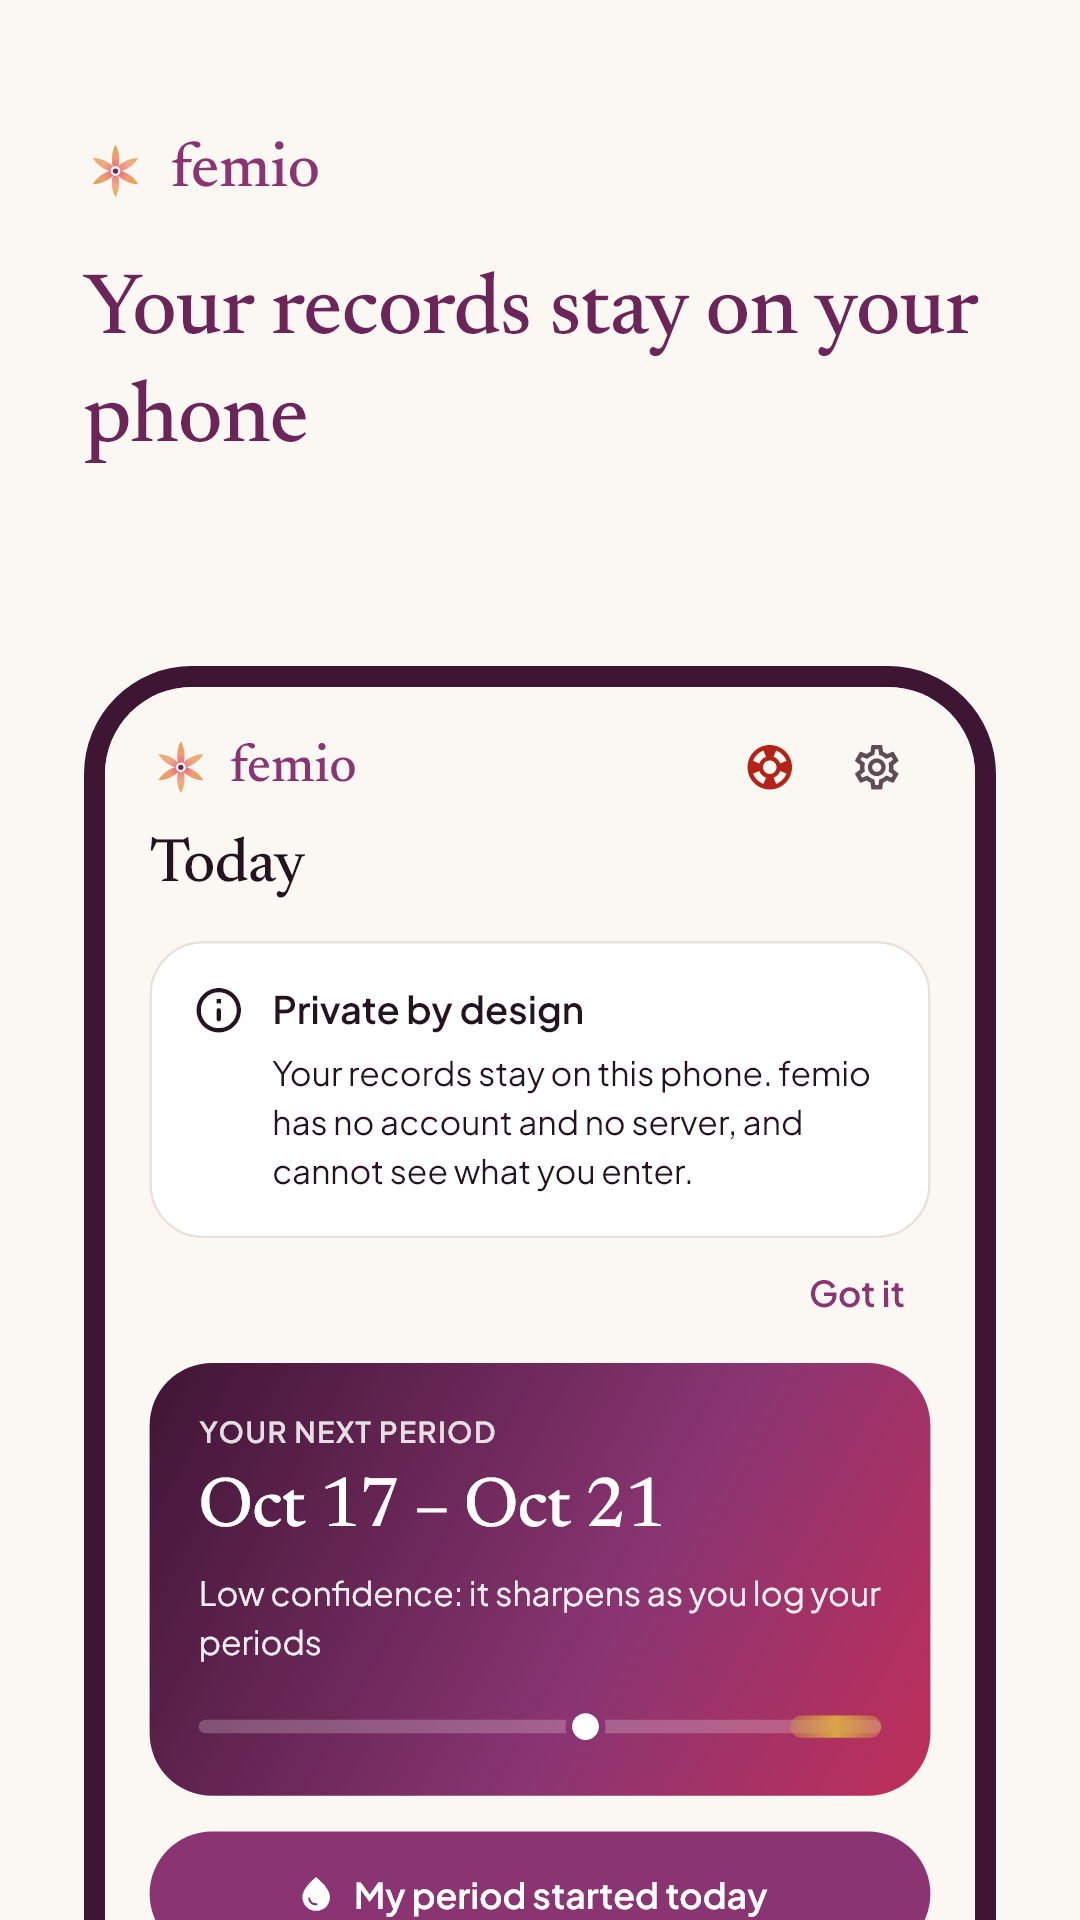 femio
Your records stay on your
phone
femio
Today
Private by design
Your records stay on this phone. femio
has no account and no server, and
cannot see what you enter.
Got it
YOUR NEXT PERIOD
Oct 17 – Oct 21
Low confidence: it sharpens as you log your
periods
My period started today